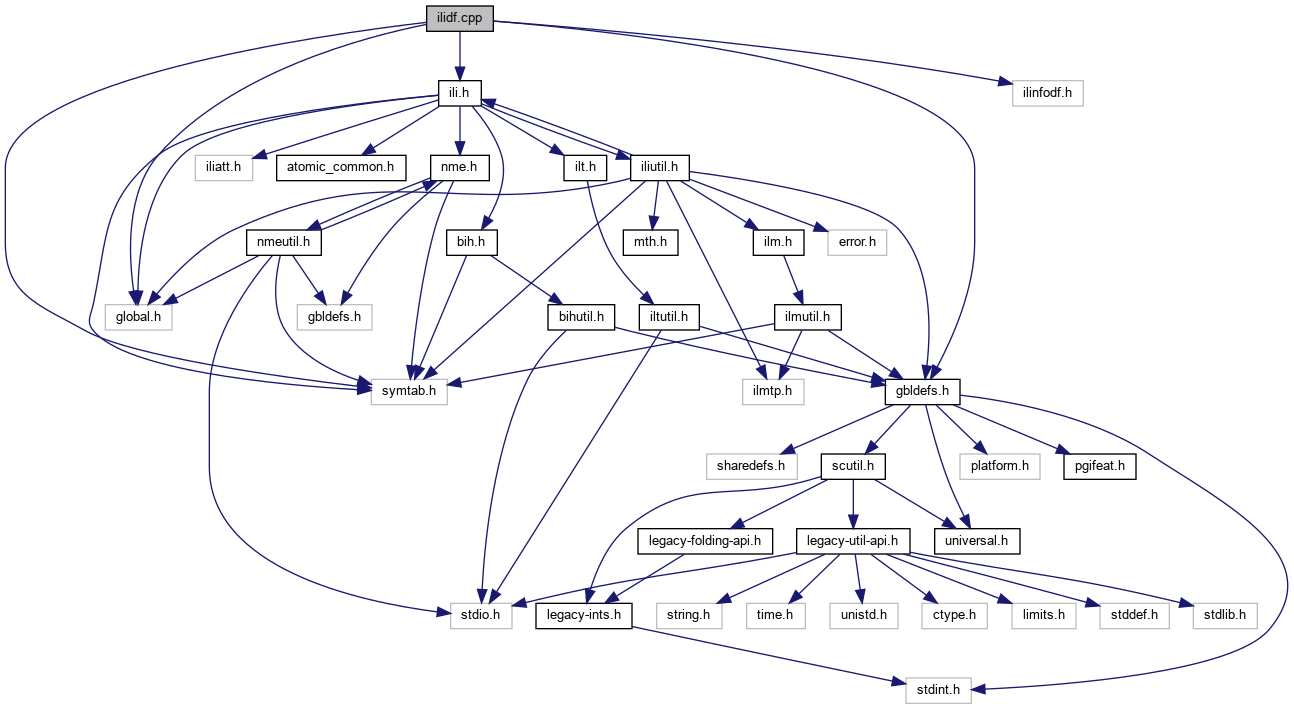 ilidf.cpp
ili.h
ilinfodf.h
iliatt.h
atomic_common.h
nme.h
ilt.h
iliutil.h
nmeutil.h
bih.h
mth.h
ilm.h
error.h
global.h
gbldefs.h
bihutil.h
iltutil.h
ilmutil.h
symtab.h
ilmtp.h
gbldefs.h
sharedefs.h
scutil.h
platform.h
pgifeat.h
legacy-folding-api.h
legacy-util-api.h
universal.h
stdio.h
legacy-ints.h
string.h
time.h
unistd.h
ctype.h
limits.h
stddef.h
stdlib.h
stdint.h